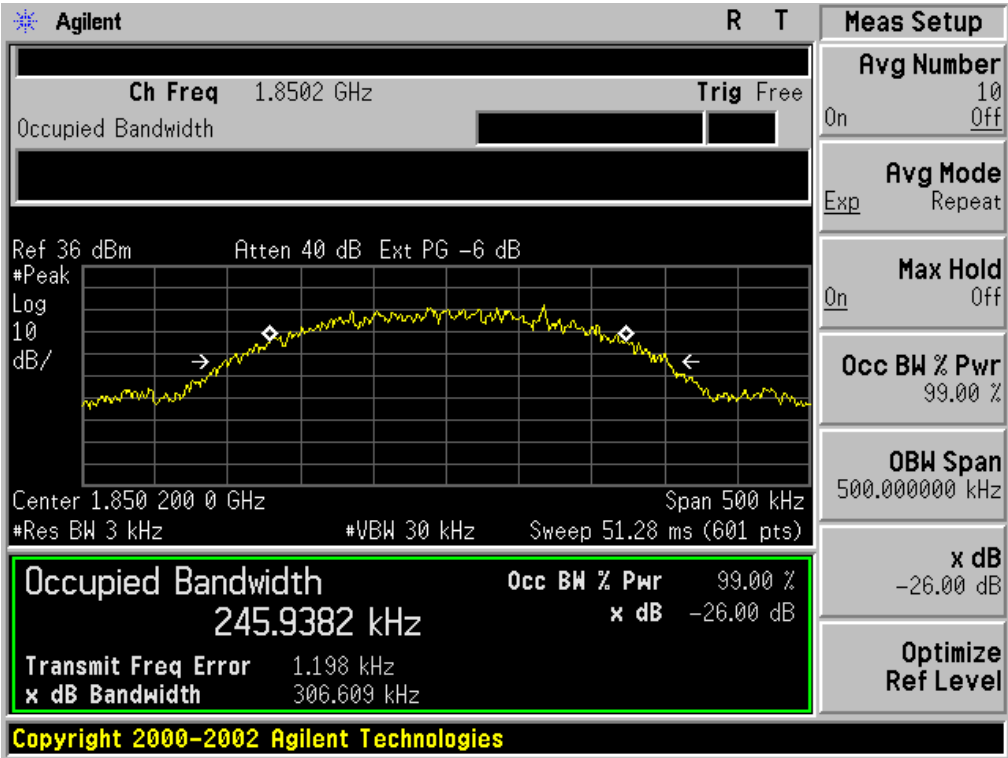 Agilent R T Meas Setup
Ch Freq 1.8502 GHz Trig Free
Occupied Bandwidth
Avg Number
10
On Off
Avg Mode
Exp Repeat
Max Hold
On Off
Occ BW % Pwr
99.00 %
OBW Span
500.000000 kHz
x dB
-26.00 dB
Optimize
Ref Level
Ref 36 dBm Atten 40 dB Ext PG -6 dB
#Peak
Log
10
dB/
Center 1.850 200 0 GHz Span 500 kHz
#Res BW 3 kHz #VBW 30 kHz Sweep 51.28 ms (601 pts)
Occupied Bandwidth Occ BW % Pwr 99.00 %
245.9382 kHz x dB -26.00 dB
Transmit Freq Error 1.198 kHz
x dB Bandwidth 306.609 kHz
Copyright 2000-2002 Agilent Technologies